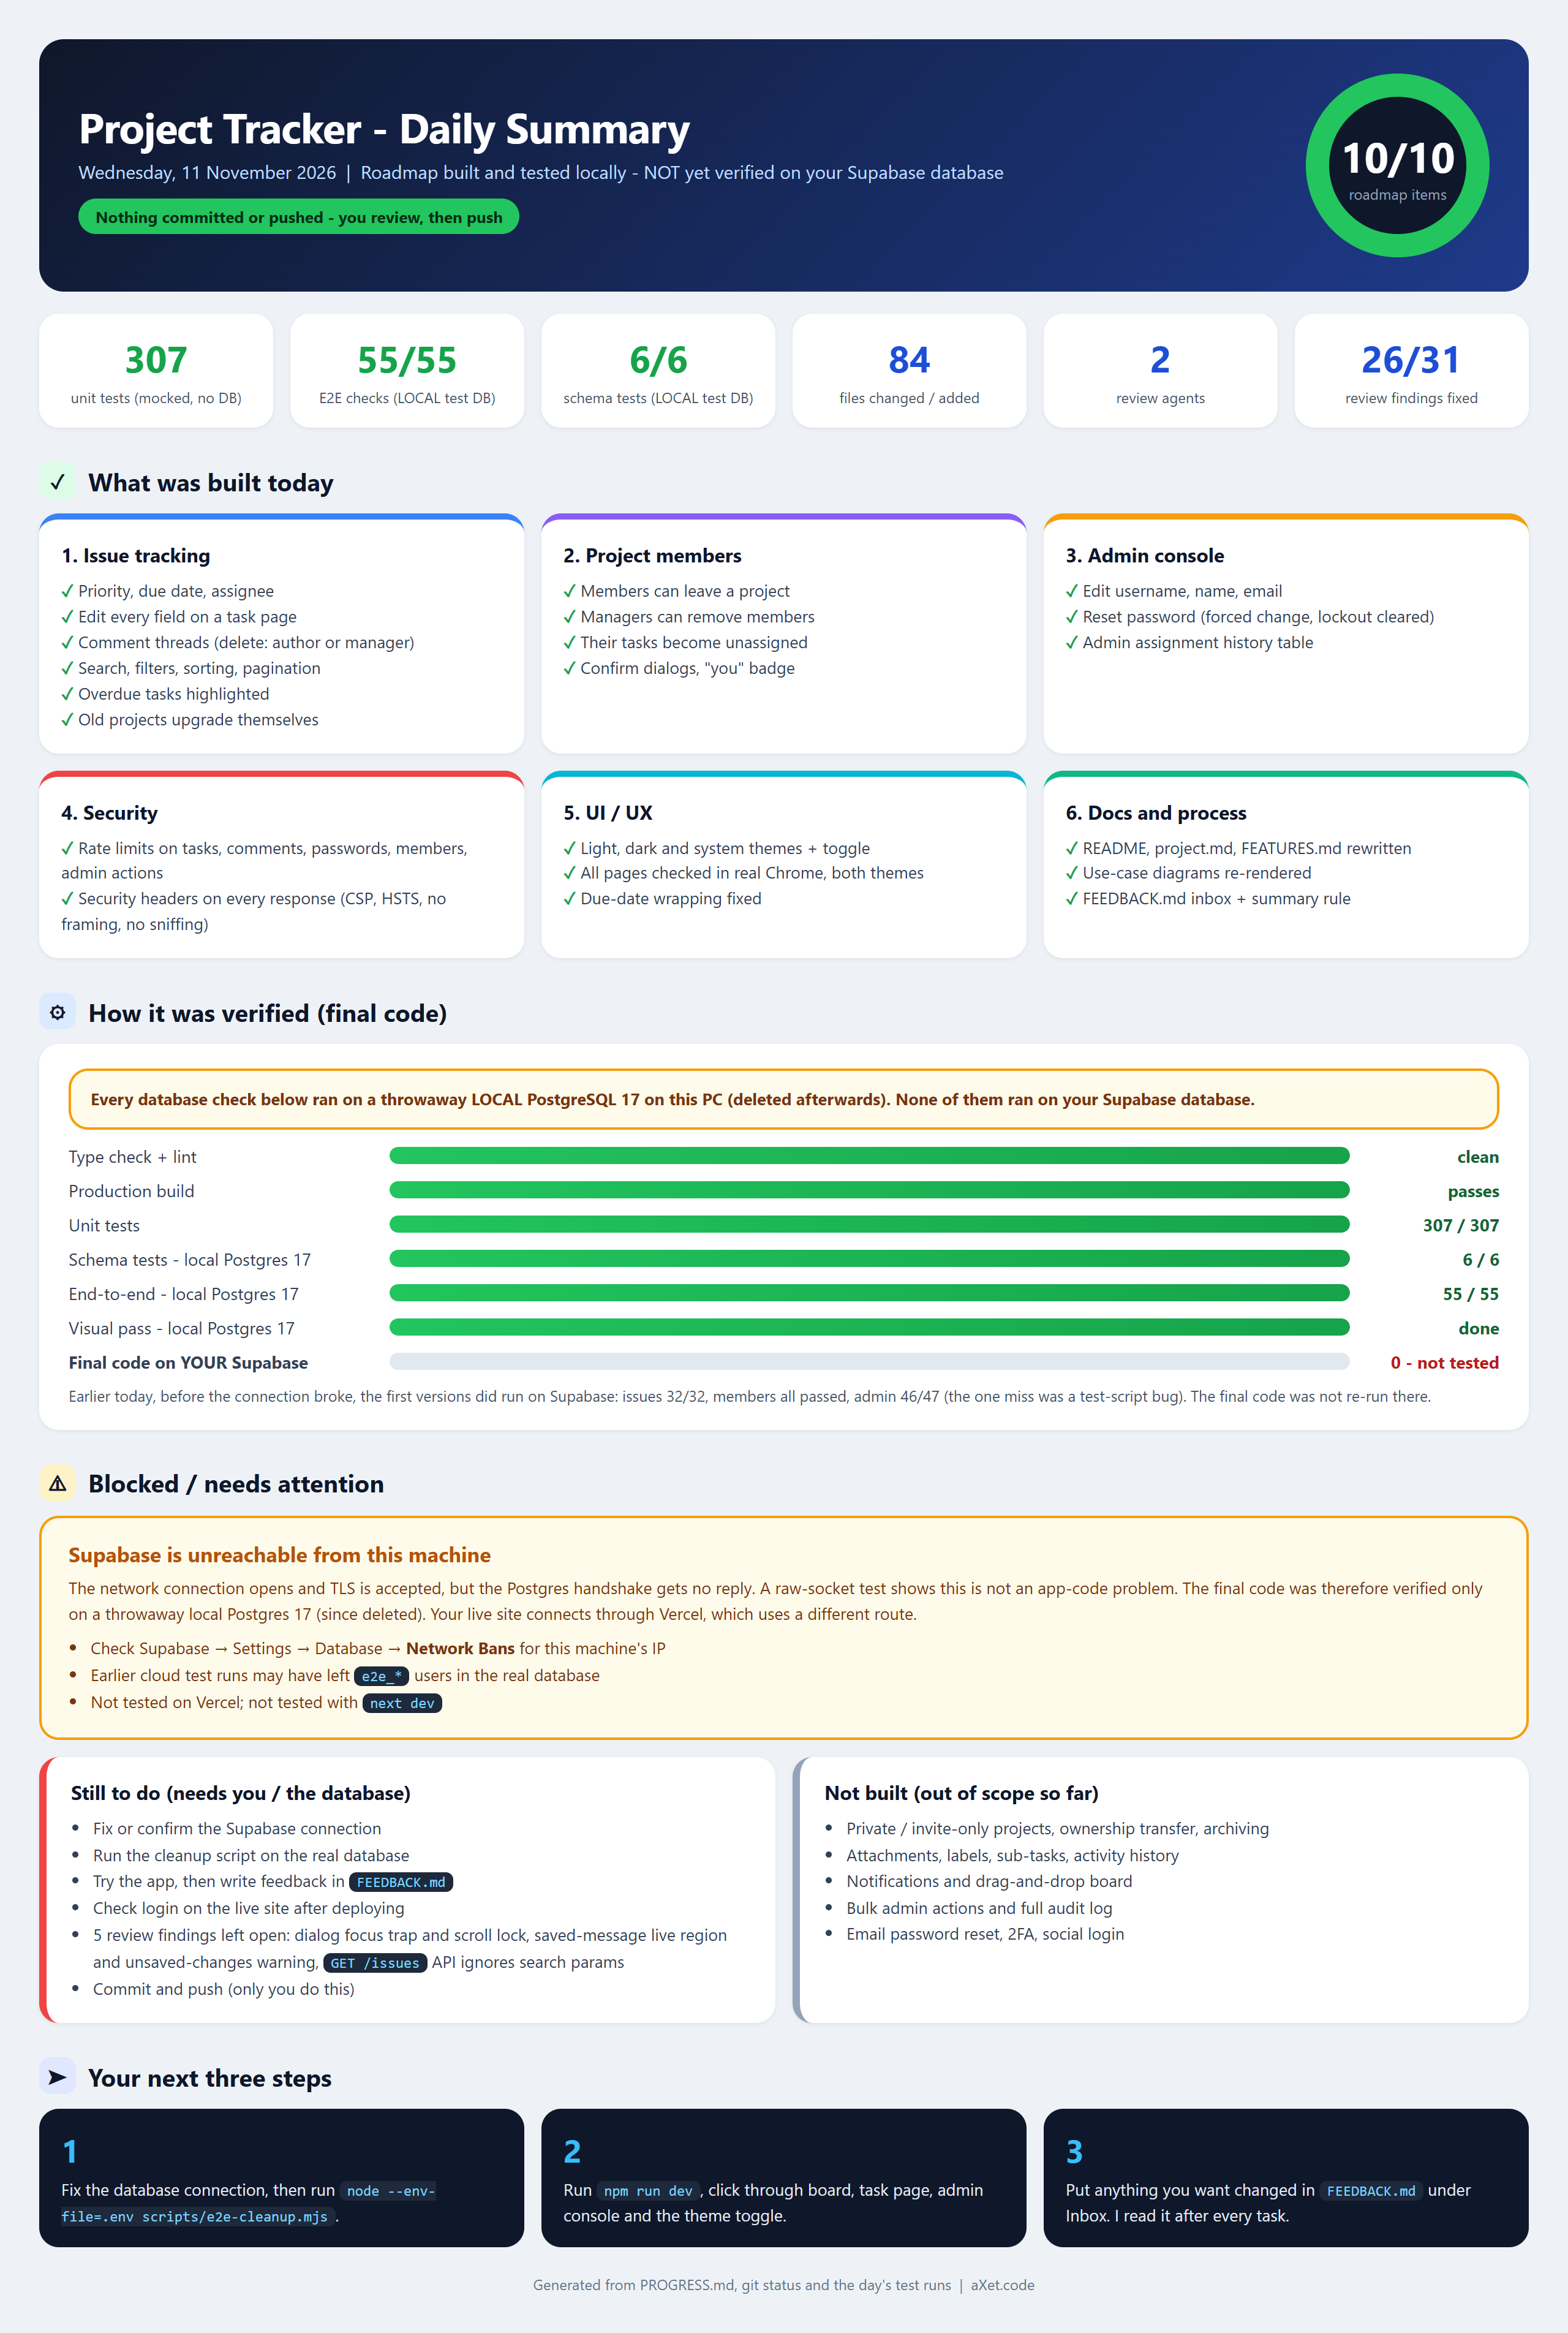 Project Tracker - Daily Summary
Wednesday, 11 November 2026 | Roadmap built and tested locally - NOT yet verified on your Supabase database
Nothing committed or pushed - you review, then push
10/10
roadmap items
307
unit tests (mocked, no DB)
55/55
E2E checks (LOCAL test DB)
6/6
schema tests (LOCAL test DB)
84
files changed / added
2
review agents
26/31
review findings fixed
✓ What was built today
1. Issue tracking
✓ Priority, due date, assignee
✓ Edit every field on a task page
✓ Comment threads (delete: author or manager)
✓ Search, filters, sorting, pagination
✓ Overdue tasks highlighted
✓ Old projects upgrade themselves
2. Project members
✓ Members can leave a project
✓ Managers can remove members
✓ Their tasks become unassigned
✓ Confirm dialogs, "you" badge
3. Admin console
✓ Edit username, name, email
✓ Reset password (forced change, lockout cleared)
✓ Admin assignment history table
4. Security
✓ Rate limits on tasks, comments, passwords, members,
admin actions
✓ Security headers on every response (CSP, HSTS, no
framing, no sniffing)
5. UI / UX
✓ Light, dark and system themes + toggle
✓ All pages checked in real Chrome, both themes
✓ Due-date wrapping fixed
6. Docs and process
✓ README, project.md, FEATURES.md rewritten
✓ Use-case diagrams re-rendered
✓ FEEDBACK.md inbox + summary rule
⚙ How it was verified (final code)
Every database check below ran on a throwaway LOCAL PostgreSQL 17 on this PC (deleted afterwards). None of them ran on your Supabase database.
Type check + lint clean
Production build passes
Unit tests 307 / 307
Schema tests - local Postgres 17 6 / 6
End-to-end - local Postgres 17 55 / 55
Visual pass - local Postgres 17 done
Final code on YOUR Supabase 0 - not tested
Earlier today, before the connection broke, the first versions did run on Supabase: issues 32/32, members all passed, admin 46/47 (the one miss was a test-script bug). The final code was not re-run there.
⚠ Blocked / needs attention
Supabase is unreachable from this machine
The network connection opens and TLS is accepted, but the Postgres handshake gets no reply. A raw-socket test shows this is not an app-code problem. The final code was therefore verified only
on a throwaway local Postgres 17 (since deleted). Your live site connects through Vercel, which uses a different route.
• Check Supabase → Settings → Database → Network Bans for this machine's IP
• Earlier cloud test runs may have left e2e_* users in the real database
• Not tested on Vercel; not tested with next dev
Still to do (needs you / the database)
• Fix or confirm the Supabase connection
• Run the cleanup script on the real database
• Try the app, then write feedback in FEEDBACK.md
• Check login on the live site after deploying
• 5 review findings left open: dialog focus trap and scroll lock, saved-message live region
and unsaved-changes warning, GET /issues API ignores search params
• Commit and push (only you do this)
Not built (out of scope so far)
• Private / invite-only projects, ownership transfer, archiving
• Attachments, labels, sub-tasks, activity history
• Notifications and drag-and-drop board
• Bulk admin actions and full audit log
• Email password reset, 2FA, social login
➤ Your next three steps
1
Fix the database connection, then run node --env-
file=.env scripts/e2e-cleanup.mjs .
2
Run npm run dev , click through board, task page, admin
console and the theme toggle.
3
Put anything you want changed in FEEDBACK.md under
Inbox. I read it after every task.
Generated from PROGRESS.md, git status and the day's test runs | aXet.code